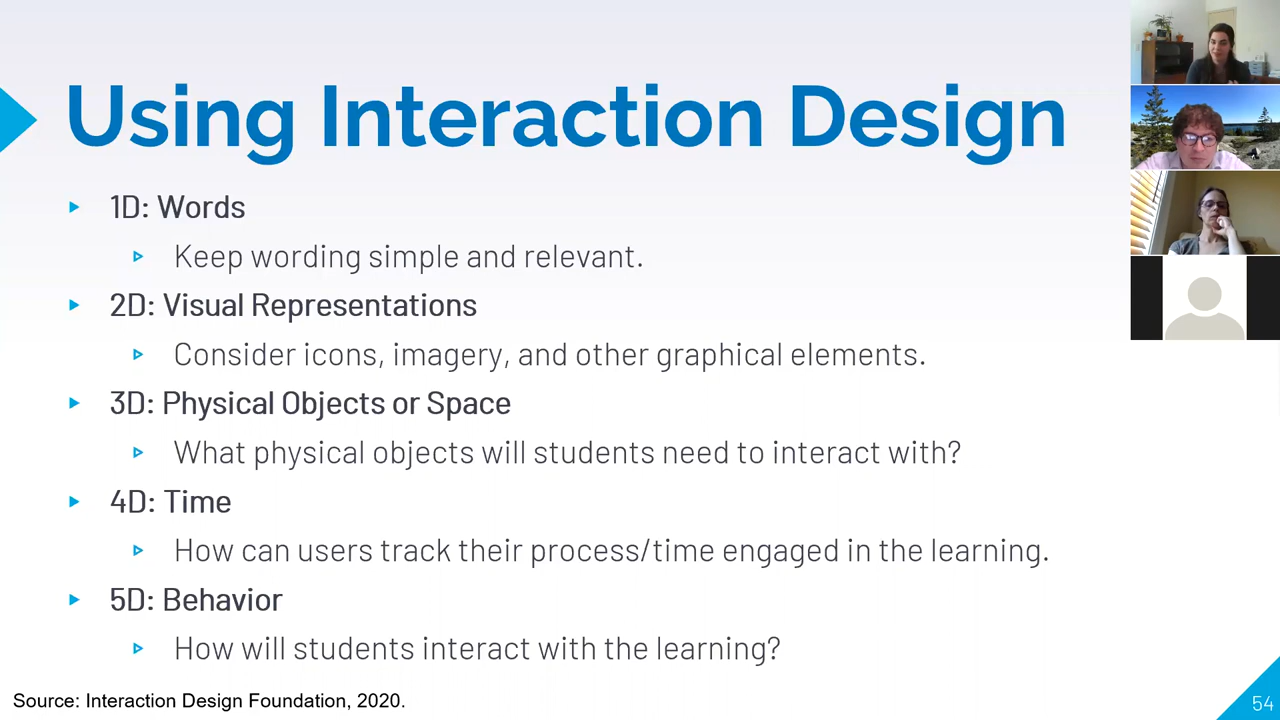 Using Interaction Design
1D: Words
Keep wording simple and relevant.
2D: Visual Representations
Consider icons, imagery, and other graphical elements.
3D: Physical Objects or Space
What physical objects will students need to interact with?
4D: Time
How can users track their process/time engaged in the learning.
5D: Behavior
How will students interact with the learning?
Source: Interaction Design Foundation, 2020.
54